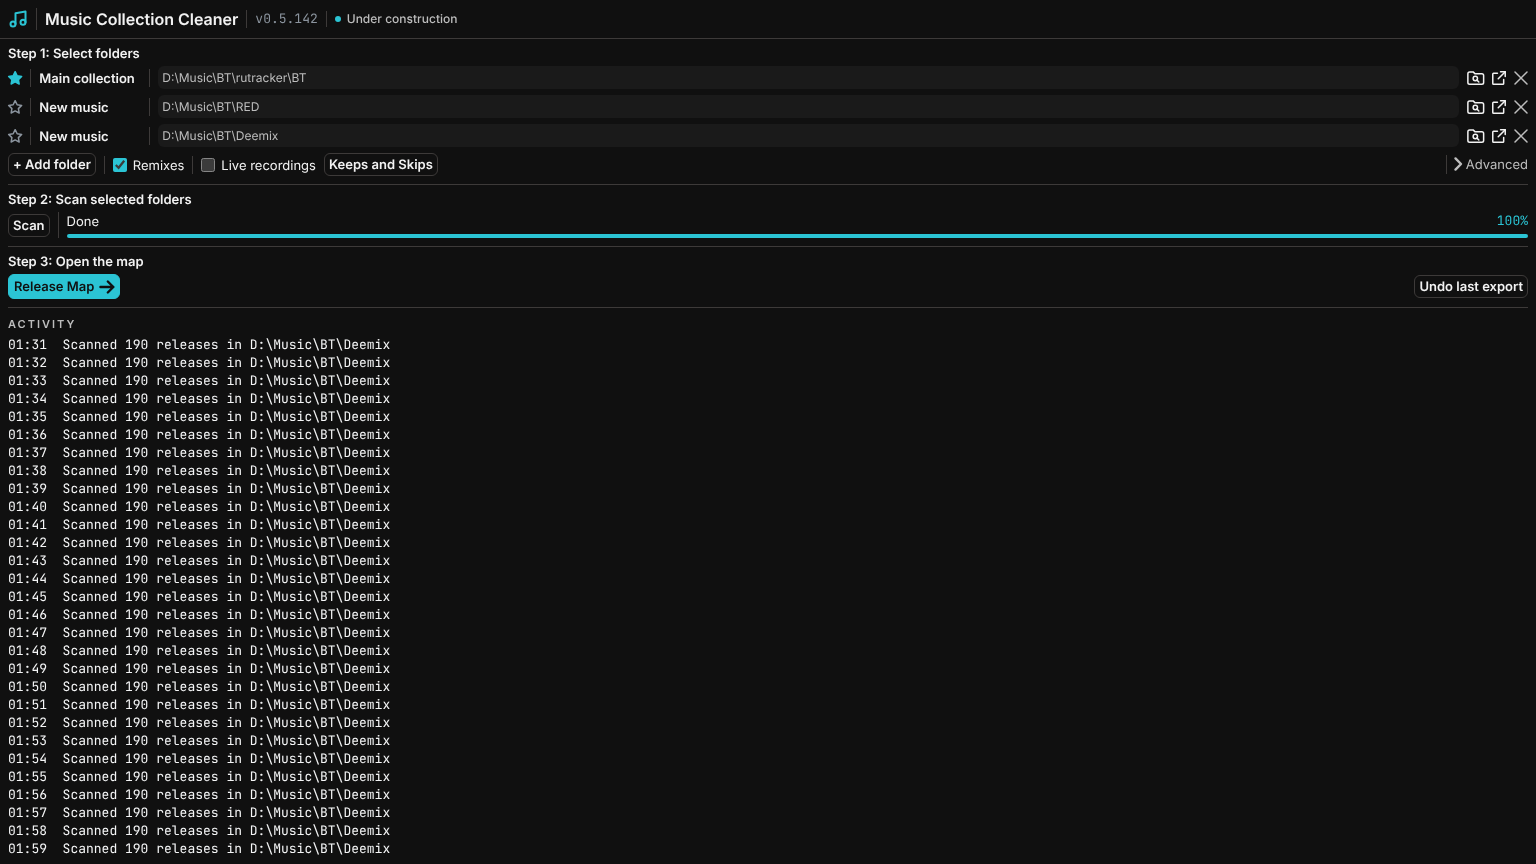 Music Collection Cleaner v0.5.142 Under construction
Step 1: Select folders
Main collection D:\Music\BT\rutracker\BT
New music D:\Music\BT\RED
New music D:\Music\BT\Deemix
+ Add folder Remixes Live recordings Keeps and Skips Advanced
Step 2: Scan selected folders
Scan Done 100%
Step 3: Open the map
Release Map Undo last export
ACTIVITY
01:31 Scanned 190 releases in D:\Music\BT\Deemix
01:32 Scanned 190 releases in D:\Music\BT\Deemix
01:33 Scanned 190 releases in D:\Music\BT\Deemix
01:34 Scanned 190 releases in D:\Music\BT\Deemix
01:35 Scanned 190 releases in D:\Music\BT\Deemix
01:36 Scanned 190 releases in D:\Music\BT\Deemix
01:37 Scanned 190 releases in D:\Music\BT\Deemix
01:38 Scanned 190 releases in D:\Music\BT\Deemix
01:39 Scanned 190 releases in D:\Music\BT\Deemix
01:40 Scanned 190 releases in D:\Music\BT\Deemix
01:41 Scanned 190 releases in D:\Music\BT\Deemix
01:42 Scanned 190 releases in D:\Music\BT\Deemix
01:43 Scanned 190 releases in D:\Music\BT\Deemix
01:44 Scanned 190 releases in D:\Music\BT\Deemix
01:45 Scanned 190 releases in D:\Music\BT\Deemix
01:46 Scanned 190 releases in D:\Music\BT\Deemix
01:47 Scanned 190 releases in D:\Music\BT\Deemix
01:48 Scanned 190 releases in D:\Music\BT\Deemix
01:49 Scanned 190 releases in D:\Music\BT\Deemix
01:50 Scanned 190 releases in D:\Music\BT\Deemix
01:51 Scanned 190 releases in D:\Music\BT\Deemix
01:52 Scanned 190 releases in D:\Music\BT\Deemix
01:53 Scanned 190 releases in D:\Music\BT\Deemix
01:54 Scanned 190 releases in D:\Music\BT\Deemix
01:55 Scanned 190 releases in D:\Music\BT\Deemix
01:56 Scanned 190 releases in D:\Music\BT\Deemix
01:57 Scanned 190 releases in D:\Music\BT\Deemix
01:58 Scanned 190 releases in D:\Music\BT\Deemix
01:59 Scanned 190 releases in D:\Music\BT\Deemix